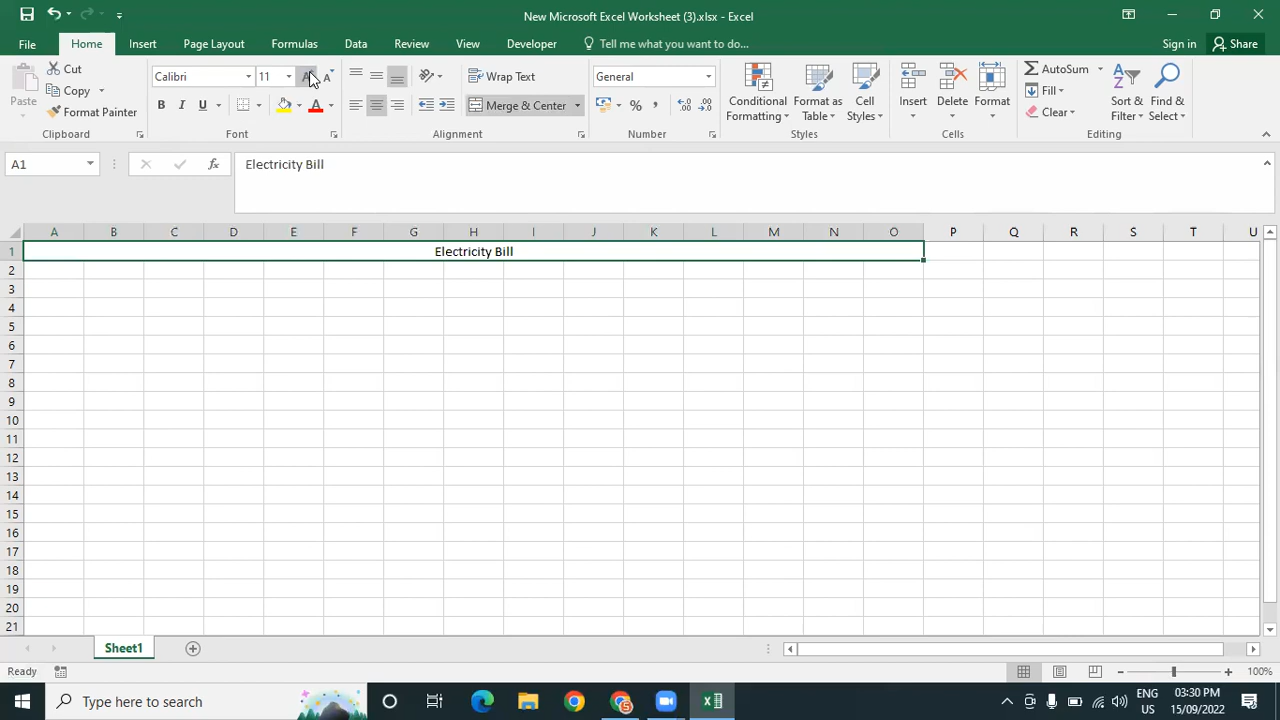 New Microsoft Excel Worksheet (3).xlsx - Excel
File Home Insert Page Layout Formulas Data Review View Developer Tell me what you want to do... Sign in Share
Paste Cut Copy Format Painter Clipboard
Calibri 11 A A B I U A Font
ab Wrap Text Merge & Center Alignment
General % , .0 .00 Number
Conditional Formatting Format as Table Cell Styles Styles
Insert Delete Format Cells
AutoSum Fill Clear Sort & Filter Find & Select Editing
A1 fx Electricity Bill
A B C D E F G H I J K L M N O P Q R S T U
1 Electricity Bill
2
3
4
5
6
7
8
9
10
11
12
13
14
15
16
17
18
19
20
21
Sheet1
Ready 100%
Type here to search ENG US 03:30 PM 15/09/2022